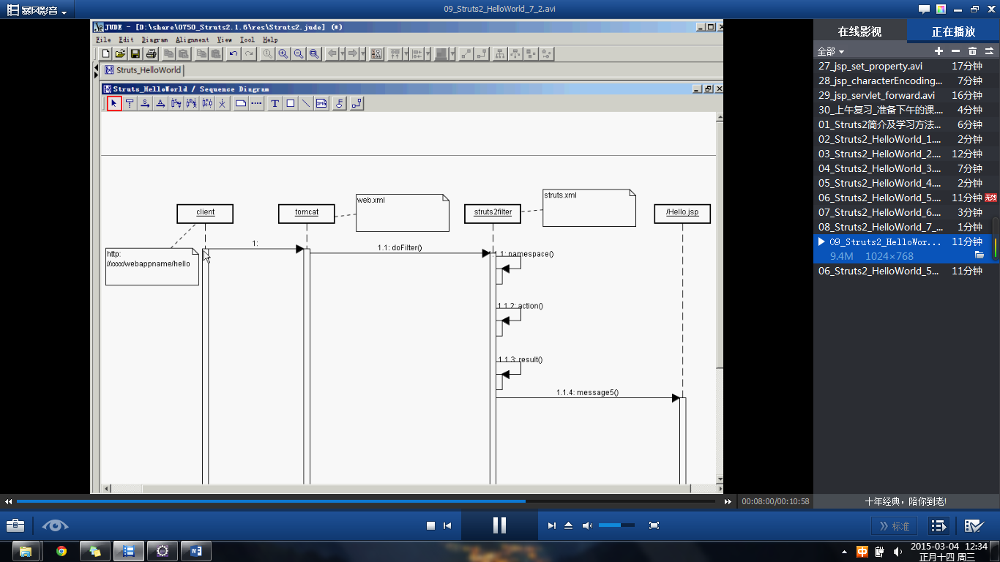 暴风影音
09_Struts2_HelloWorld_7_2.avi
JUDE - [D:\share\0750_Struts2.1.6\res\Struts2.jude] (*)
File Edit Diagram Alignment View Tool Help
Struts_HelloWorld
Struts_HelloWorld / Sequence Diagram
client
tomcat
web.xml
struts2filter
struts.xml
/Hello.jsp
http:
//xxxx/webappname/hello
1:
1.1: doFilter()
1.1: namespace()
1.1.2: action()
1.1.3: result()
1.1.4: message5()
在线影视
正在播放
全部
27_jsp_set_property.avi 17分钟
28_jsp_characterEncoding... 7分钟
29_jsp_servlet_forward.avi 16分钟
30_上午复习_准备下午的课.... 4分钟
01_Struts2简介及学习方法... 6分钟
02_Struts2_HelloWorld_1.... 2分钟
03_Struts2_HelloWorld_2.... 12分钟
04_Struts2_HelloWorld_3.... 7分钟
05_Struts2_HelloWorld_4.... 2分钟
06_Struts2_HelloWorld_5... 11分钟 无效
07_Struts2_HelloWorld_6.... 3分钟
08_Struts2_HelloWorld_7_... 1分钟
09_Struts2_HelloWor... 11分钟
9.4M 1024×768
06_Struts2_HelloWorld_5... 11分钟
00:08:00/00:10:58
十年经典，陪你到老!
标准
中
12:34
2015-03-04
正月十四 周三